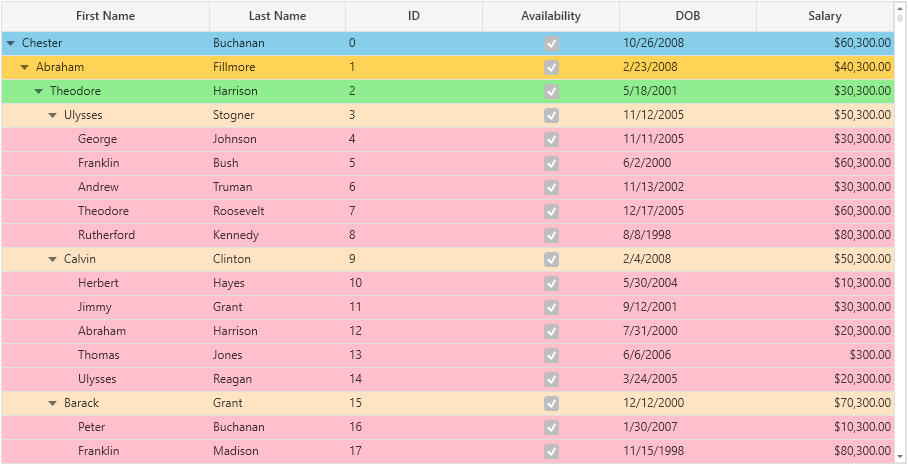 First Name Last Name ID Availability DOB Salary
Chester Buchanan 0 10/26/2008 $60,300.00
Abraham Fillmore 1 2/23/2008 $40,300.00
Theodore Harrison 2 5/18/2001 $30,300.00
Ulysses Stogner 3 11/12/2005 $50,300.00
George Johnson 4 11/11/2005 $30,300.00
Franklin Bush 5 6/2/2000 $60,300.00
Andrew Truman 6 11/13/2002 $30,300.00
Theodore Roosevelt 7 12/17/2005 $60,300.00
Rutherford Kennedy 8 8/8/1998 $80,300.00
Calvin Clinton 9 2/4/2008 $50,300.00
Herbert Hayes 10 5/30/2004 $10,300.00
Jimmy Grant 11 9/12/2001 $30,300.00
Abraham Harrison 12 7/31/2000 $20,300.00
Thomas Jones 13 6/6/2006 $300.00
Ulysses Reagan 14 3/24/2005 $20,300.00
Barack Grant 15 12/12/2000 $70,300.00
Peter Buchanan 16 1/30/2007 $10,300.00
Franklin Madison 17 11/15/1998 $80,300.00